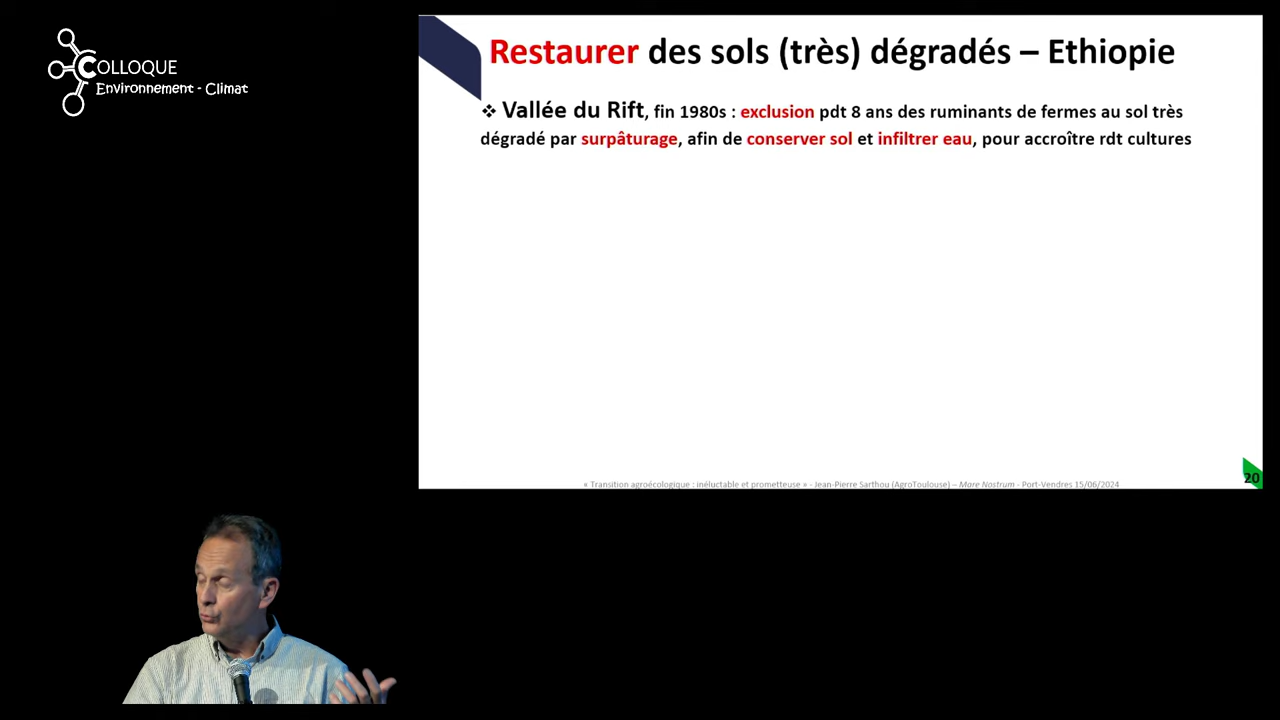 COLLOQUE
Environnement - Climat
Restaurer des sols (très) dégradés – Ethiopie
❖ Vallée du Rift, fin 1980s : exclusion pdt 8 ans des ruminants de fermes au sol très
dégradé par surpâturage, afin de conserver sol et infiltrer eau, pour accroître rdt cultures
« Transition agroécologique : inéluctable et prometteuse » - Jean-Pierre Sarthou (AgroToulouse) – Mare Nostrum - Port-Vendres 15/06/2024
20